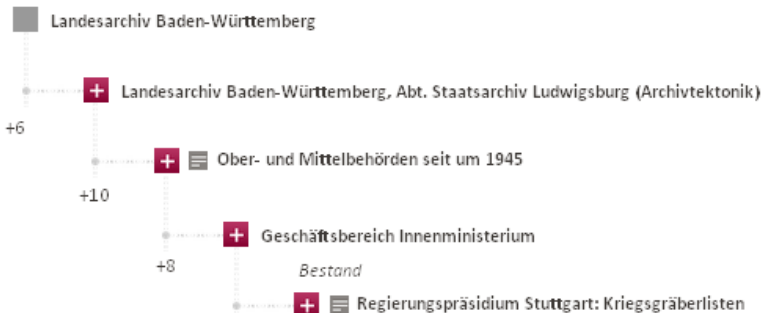 Landesarchiv Baden-Württemberg
Landesarchiv Baden-Württemberg, Abt. Staatsarchiv Ludwigsburg (Archivtektonik)
+6
Ober- und Mittelbehörden seit um 1945
+10
Geschäftsbereich Innenministerium
+8
Bestand
Regierungspräsidium Stuttgart: Kriegsgräberlisten